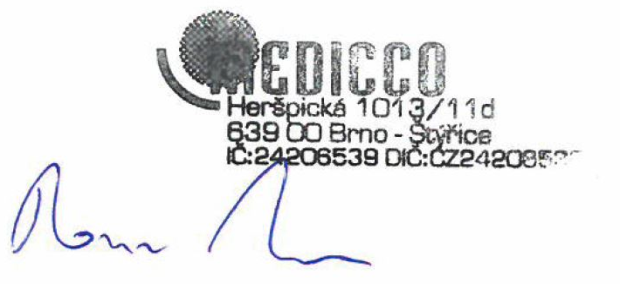 MEDICCO
Heršpická 1013/11d
639 00 Brno - Štýřice
IČ:24206539 DIČ: